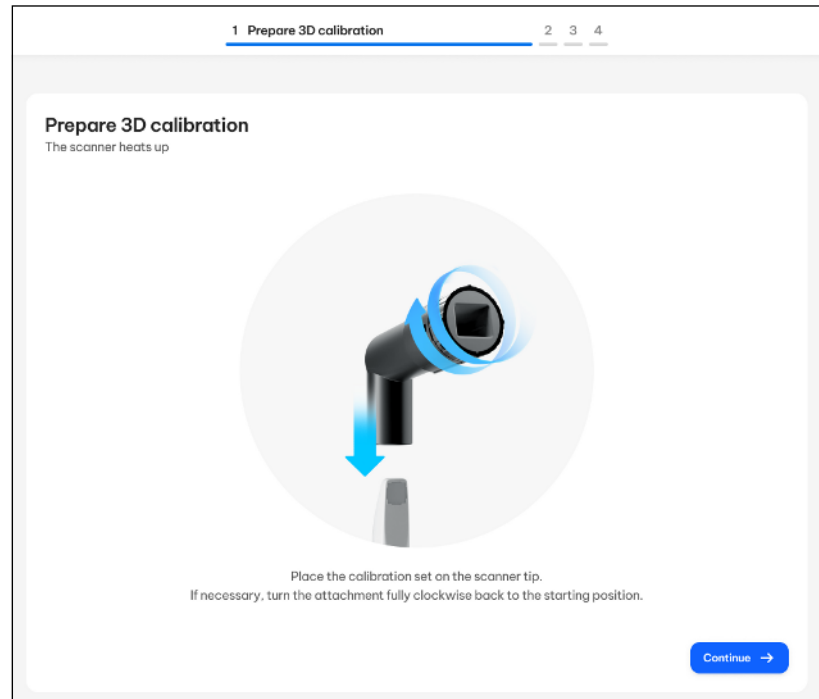 1 Prepare 3D calibration 2 3 4
Prepare 3D calibration
The scanner heats up
Place the calibration set on the scanner tip.
If necessary, turn the attachment fully clockwise back to the starting position.
Continue →